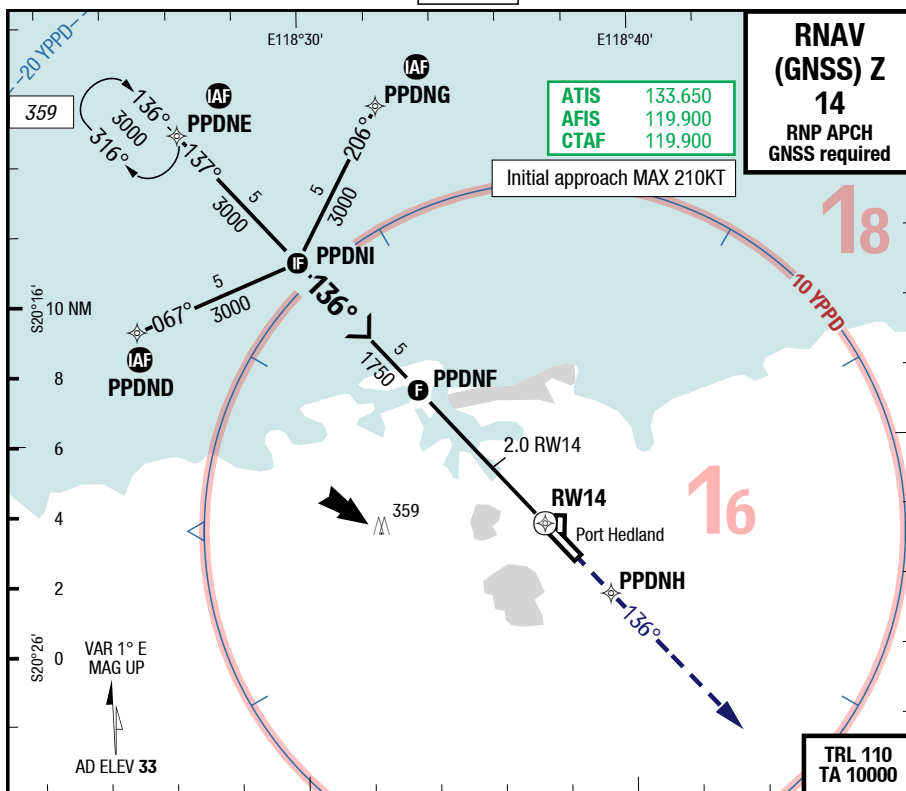 20 YPPD
E118°30'
E118°40'
RNAV
(GNSS) Z
14
RNP APCH
GNSS required
359
IAF
PPDNE
IAF
PPDNG
ATIS 133.650
AFIS 119.900
CTAF 119.900
Initial approach MAX 210KT
136°
3000
316°
137°
5
3000
206°
5
3000
18
IF
PPDNI
10 YPPD
S20°16'
10 NM
067°
5
3000
136°
5
1750
IAF
PPDND
F
PPDNF
8
6
2.0 RW14
4
359
RW14
16
Port Hedland
2
PPDNH
136°
S20°26'
0
VAR 1° E
MAG UP
AD ELEV 33
TRL 110
TA 10000